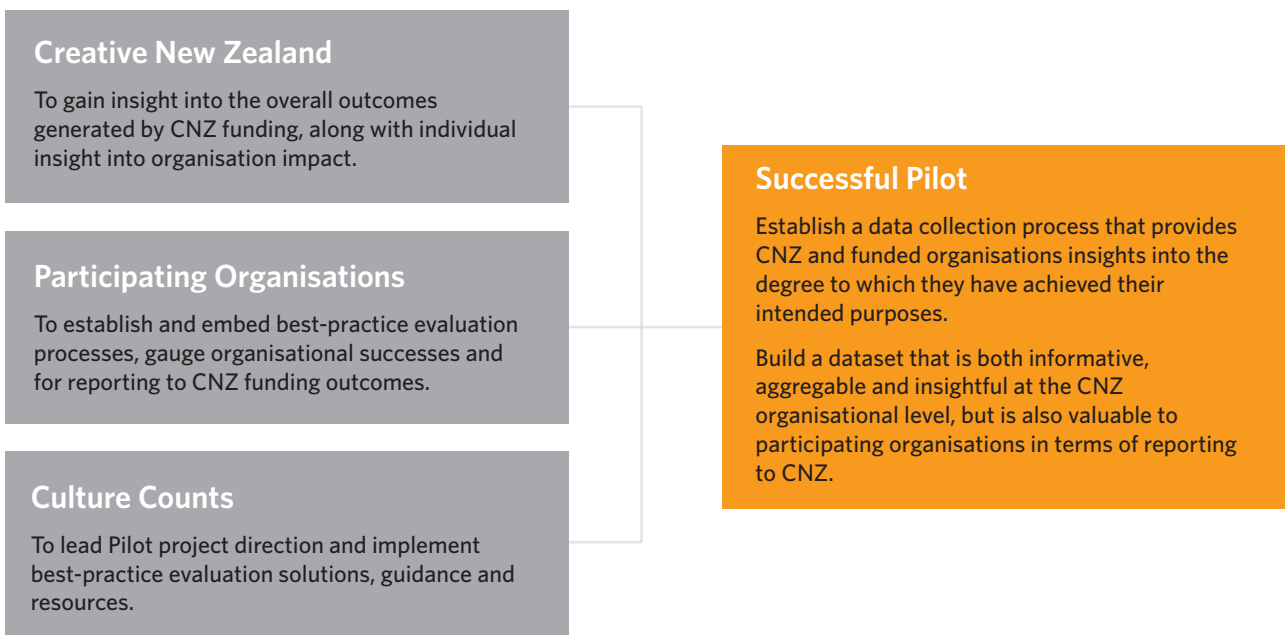 Creative New Zealand
To gain insight into the overall outcomes
generated by CNZ funding, along with individual
insight into organisation impact.
Participating Organisations
To establish and embed best-practice evaluation
processes, gauge organisational successes and
for reporting to CNZ funding outcomes.
Culture Counts
To lead Pilot project direction and implement
best-practice evaluation solutions, guidance and
resources.
Successful Pilot
Establish a data collection process that provides
CNZ and funded organisations insights into the
degree to which they have achieved their
intended purposes.
Build a dataset that is both informative,
aggregable and insightful at the CNZ
organisational level, but is also valuable to
participating organisations in terms of reporting
to CNZ.